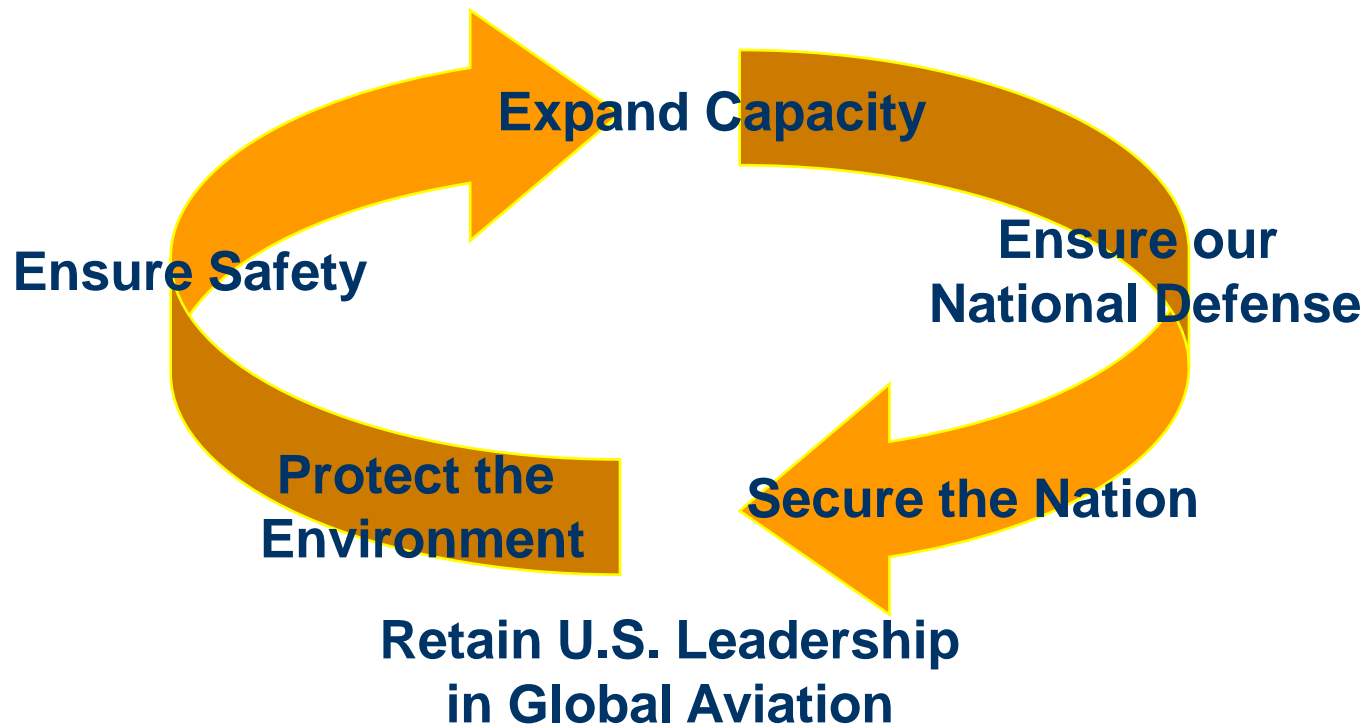 Expand Capacity
Ensure our
National Defense
Ensure Safety
Protect the
Environment
Secure the Nation
Retain U.S. Leadership
in Global Aviation